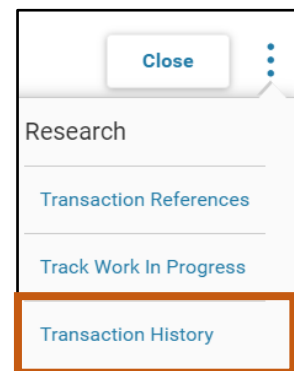 Close
Research
Transaction References
Track Work In Progress
Transaction History